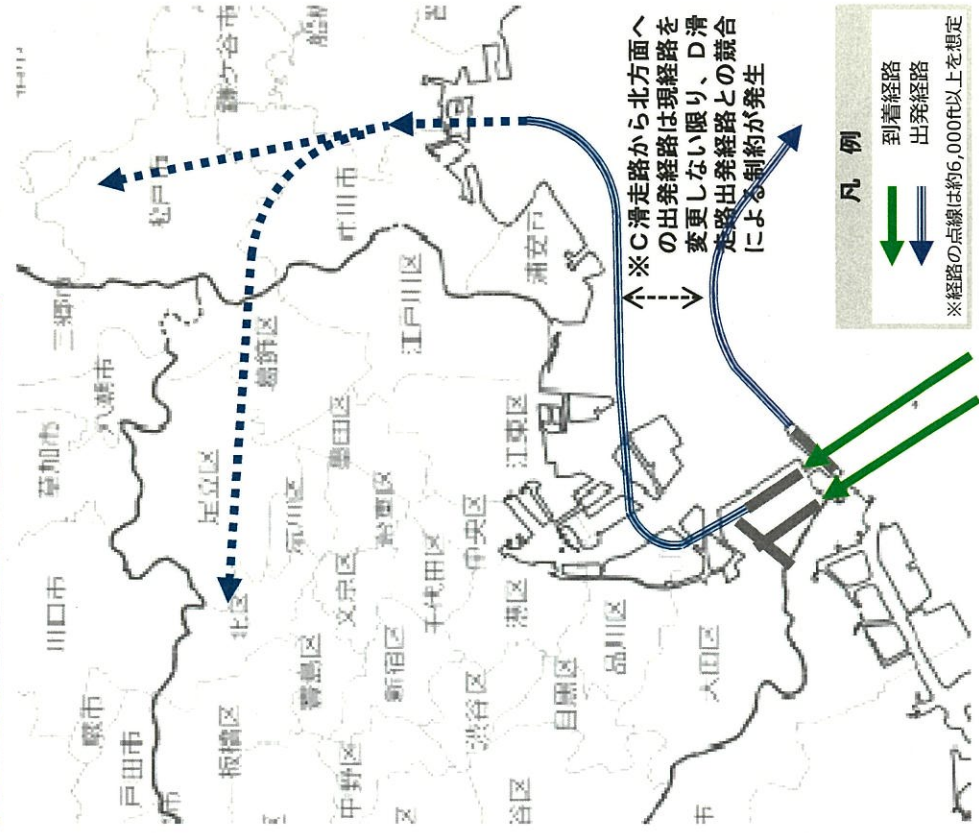 ※C滑走路から北方面へ
の出発経路は現経路を
変更しない限り、D滑
走路出発経路との競合
による制約が発生
凡 例
到着経路
出発経路
※経路の点線は約6,000ft以上を想定
鎌ケ谷市
松戸市
市川市
浦安市
三郷市
八潮市
草加市
川口市
蕨市
戸田市
葛飾区
江戸川区
足立区
墨田区
江東区
荒川区
台東区
中央区
北区
文京区
千代田区
港区
豊島区
新宿区
渋谷区
目黒区
品川区
大田区
板橋区
中野区
谷区
区
区
市
市